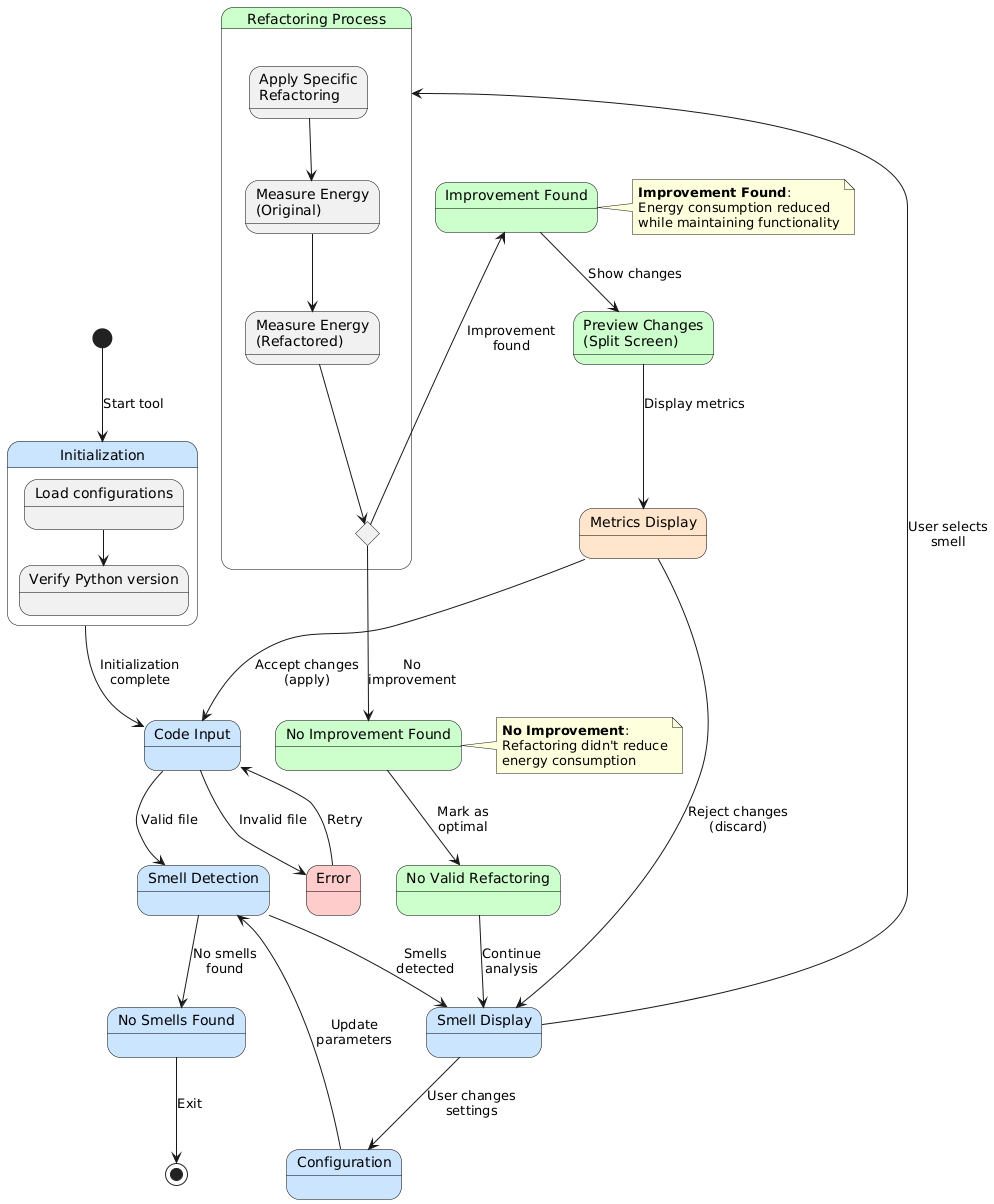 Refactoring Process
Apply Specific
Refactoring
Measure Energy
(Original)
Improvement Found
Improvement Found:
Energy consumption reduced
while maintaining functionality
Show changes
Measure Energy
(Refactored)
Improvement
found
Preview Changes
(Split Screen)
Start tool
Display metrics
Initialization
Load configurations
Verify Python version
Metrics Display
User selects
smell
Initialization
complete
Accept changes
(apply)
No
improvement
Code Input
No Improvement Found
No Improvement:
Refactoring didn't reduce
energy consumption
Valid file
Invalid file
Retry
Mark as
optimal
Reject changes
(discard)
Smell Detection
Error
No Valid Refactoring
No smells
found
Smells
detected
Continue
analysis
No Smells Found
Smell Display
Update
parameters
Exit
User changes
settings
Configuration